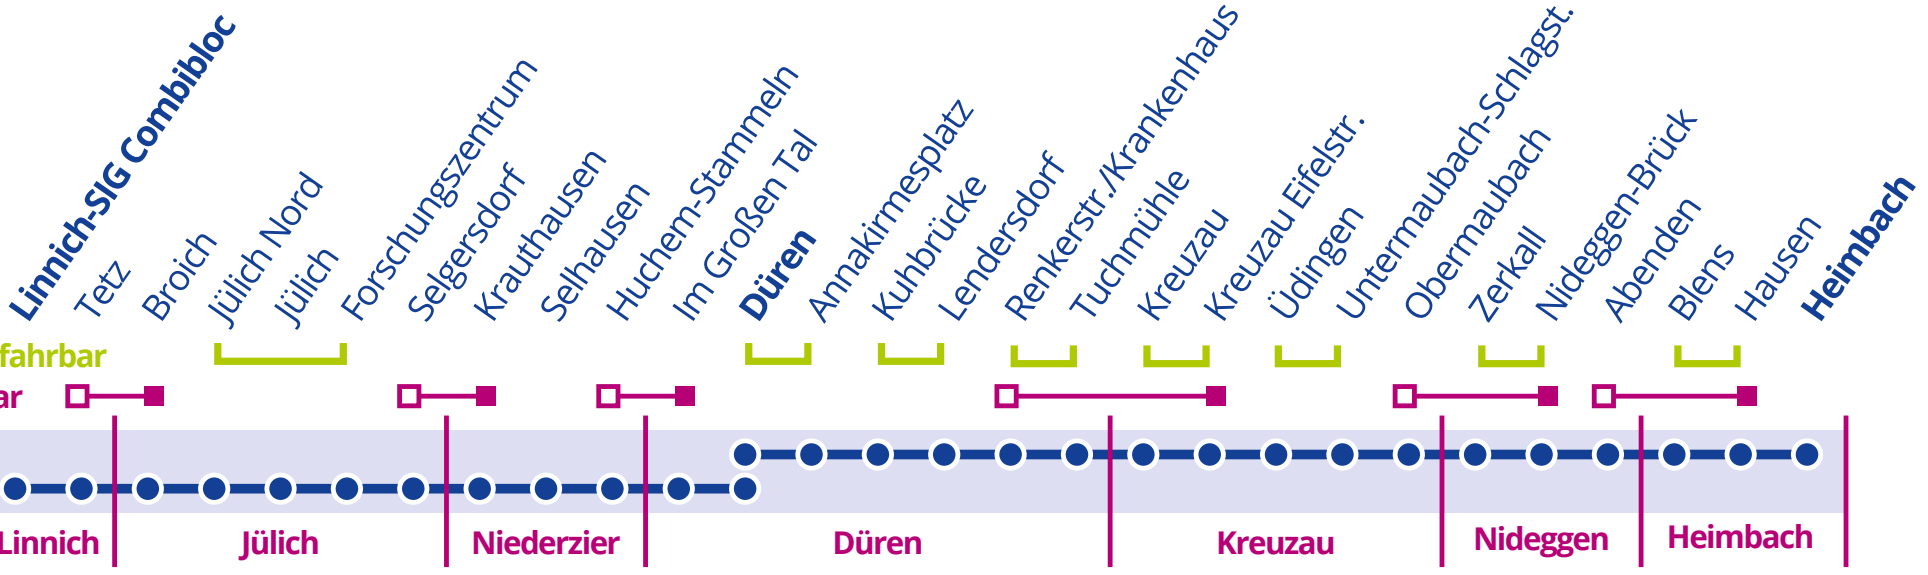 Linnich-SIG Combibloc
Tetz
Broich
Jülich Nord
Jülich
Forschungszentrum
Selgersdorf
Krauthausen
Selhausen
Huchem-Stammeln
Im Großen Tal
Düren
Annakirmesplatz
Kuhbrücke
Lendersdorf
Renkerstr./Krankenhaus
Tuchmühle
Kreuzau
Kreuzau Eifelstr.
Üdingen
Untermaubach-Schlagst.
Obermaubach
Zerkall
Nideggen-Brück
Abenden
Blens
Hausen
Heimbach
fahrbar
ar
Linnich
Jülich
Niederzier
Düren
Kreuzau
Nideggen
Heimbach